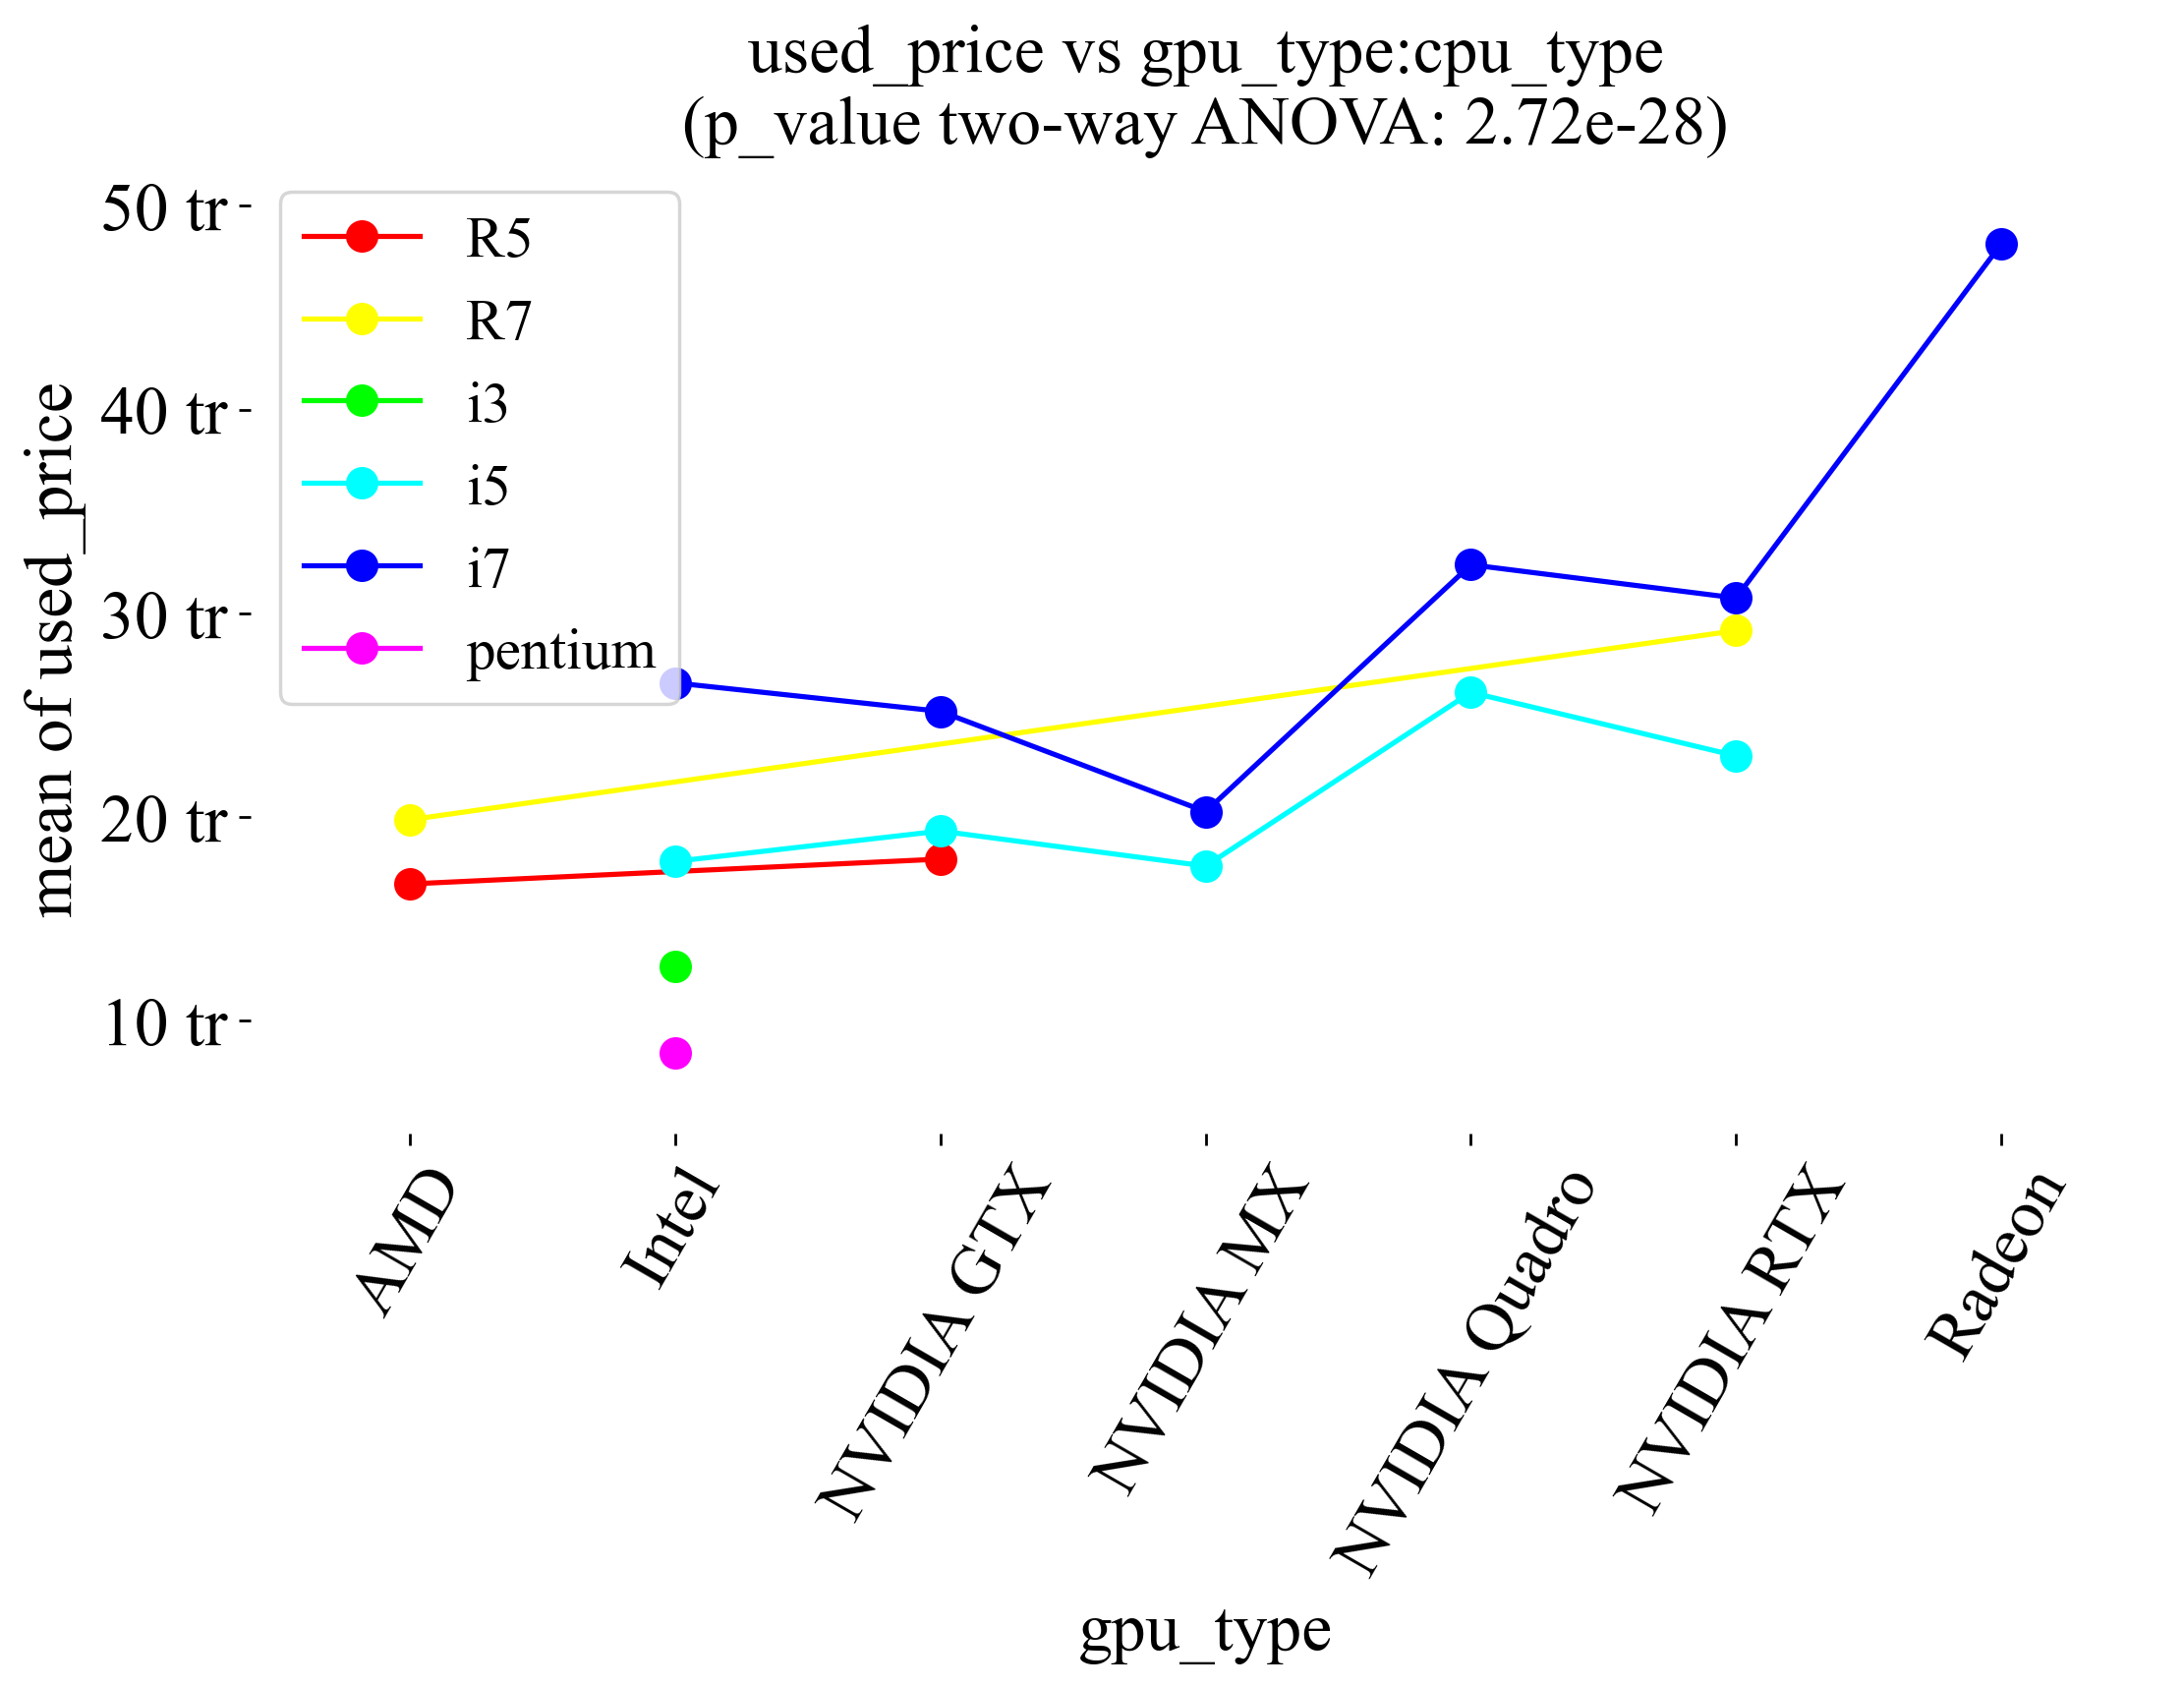 used_price vs gpu_type:cpu_type
(p_value two-way ANOVA: 2.72e-28)
50 tr
40 tr
30 tr
20 tr
10 tr
mean of used_price
R5
R7
i3
i5
i7
pentium
AMD
Intel
NVIDIA GTX
NVIDIA MX
NVIDIA Quadro
NVIDIA RTX
Radeon
gpu_type